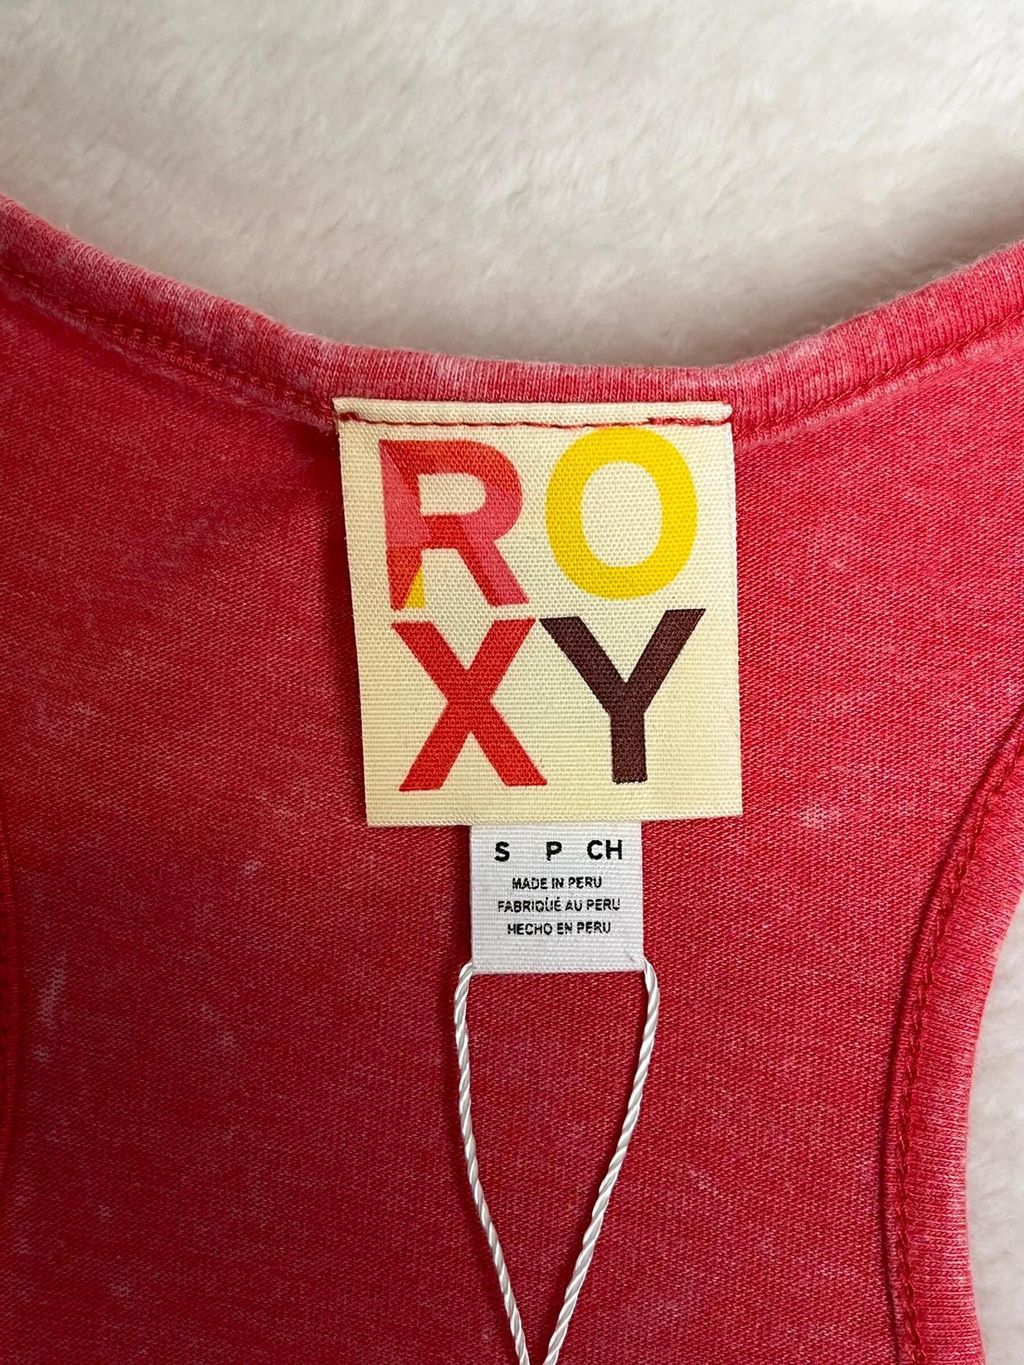 RO
XY
S P CH
MADE IN PERU
FABRIQUÉ AU PERU
HECHO EN PERU